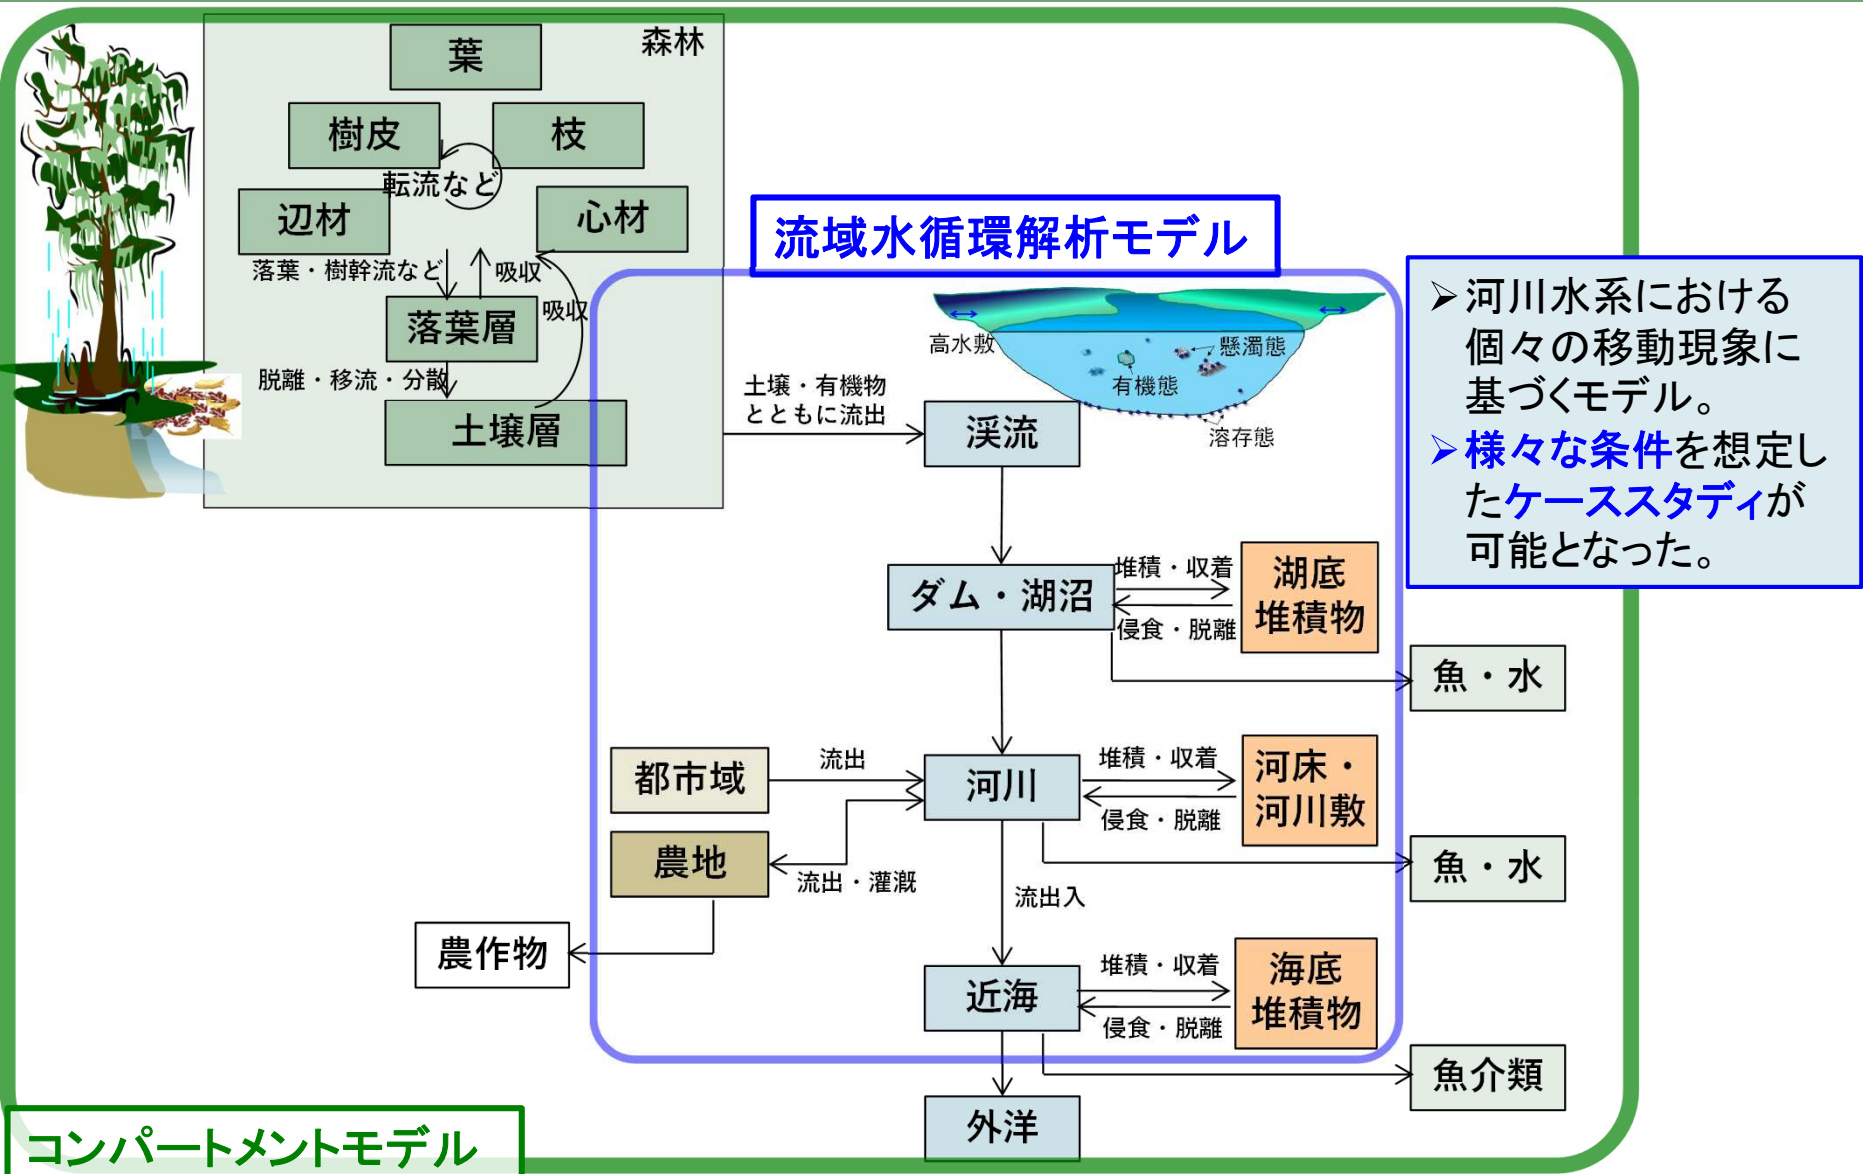 森林
葉
樹皮
枝
転流など
辺材
心材
落葉・樹幹流など
吸収
吸収
落葉層
脱離・移流・分散
土壌層
流域水循環解析モデル
高水敷
懸濁態
有機態
溶存態
土壌・有機物
とともに流出
渓流
➢河川水系における
個々の移動現象に
基づくモデル。
➢様々な条件を想定し
たケーススタディが
可能となった。
ダム・湖沼
堆積・収着
侵食・脱離
湖底
堆積物
魚・水
都市域
流出
河川
堆積・収着
侵食・脱離
河床・
河川敷
農地
流出・灌漑
魚・水
流出入
農作物
近海
堆積・収着
侵食・脱離
海底
堆積物
魚介類
外洋
コンパートメントモデル